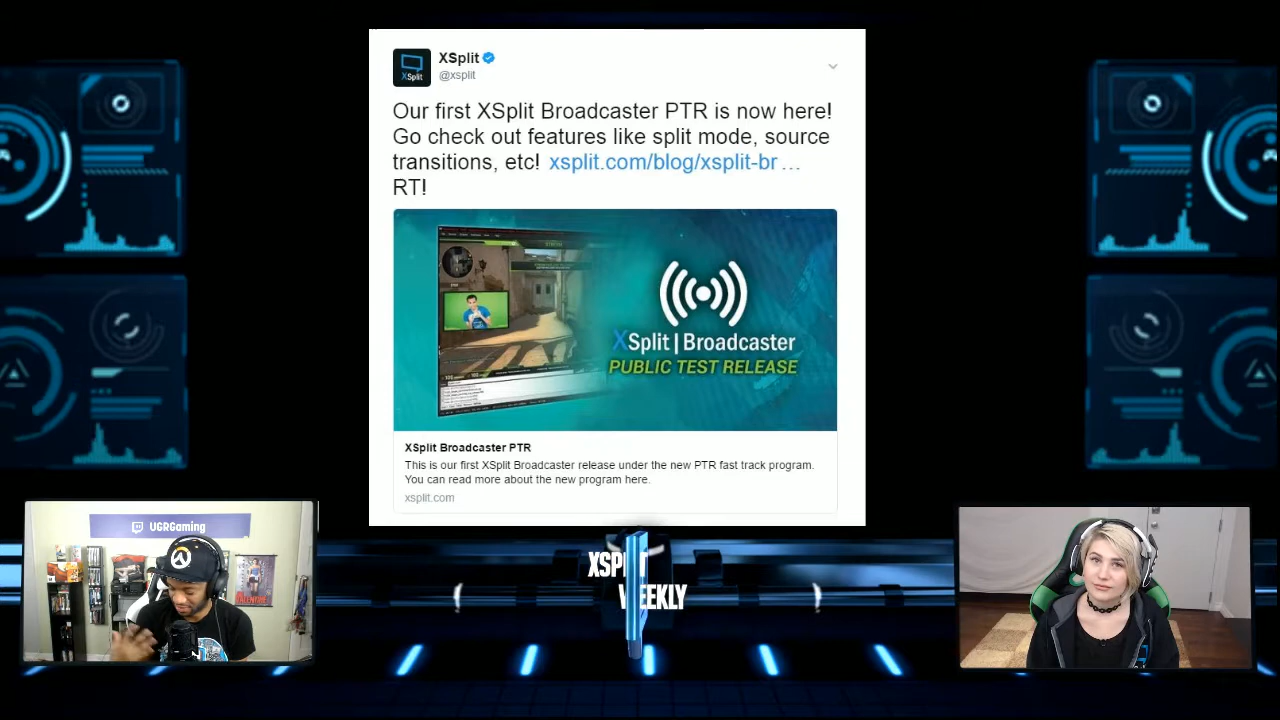 XSplit
@xsplit
XSplit
Our first XSplit Broadcaster PTR is now here!
Go check out features like split mode, source
transitions, etc! xsplit.com/blog/xsplit-br…
RT!
XSplit | Broadcaster
PUBLIC TEST RELEASE
XSplit Broadcaster PTR
This is our first XSplit Broadcaster release under the new PTR fast track program.
You can read more about the new program here.
xsplit.com
UGRGaming
XSPLIT
WEEKLY